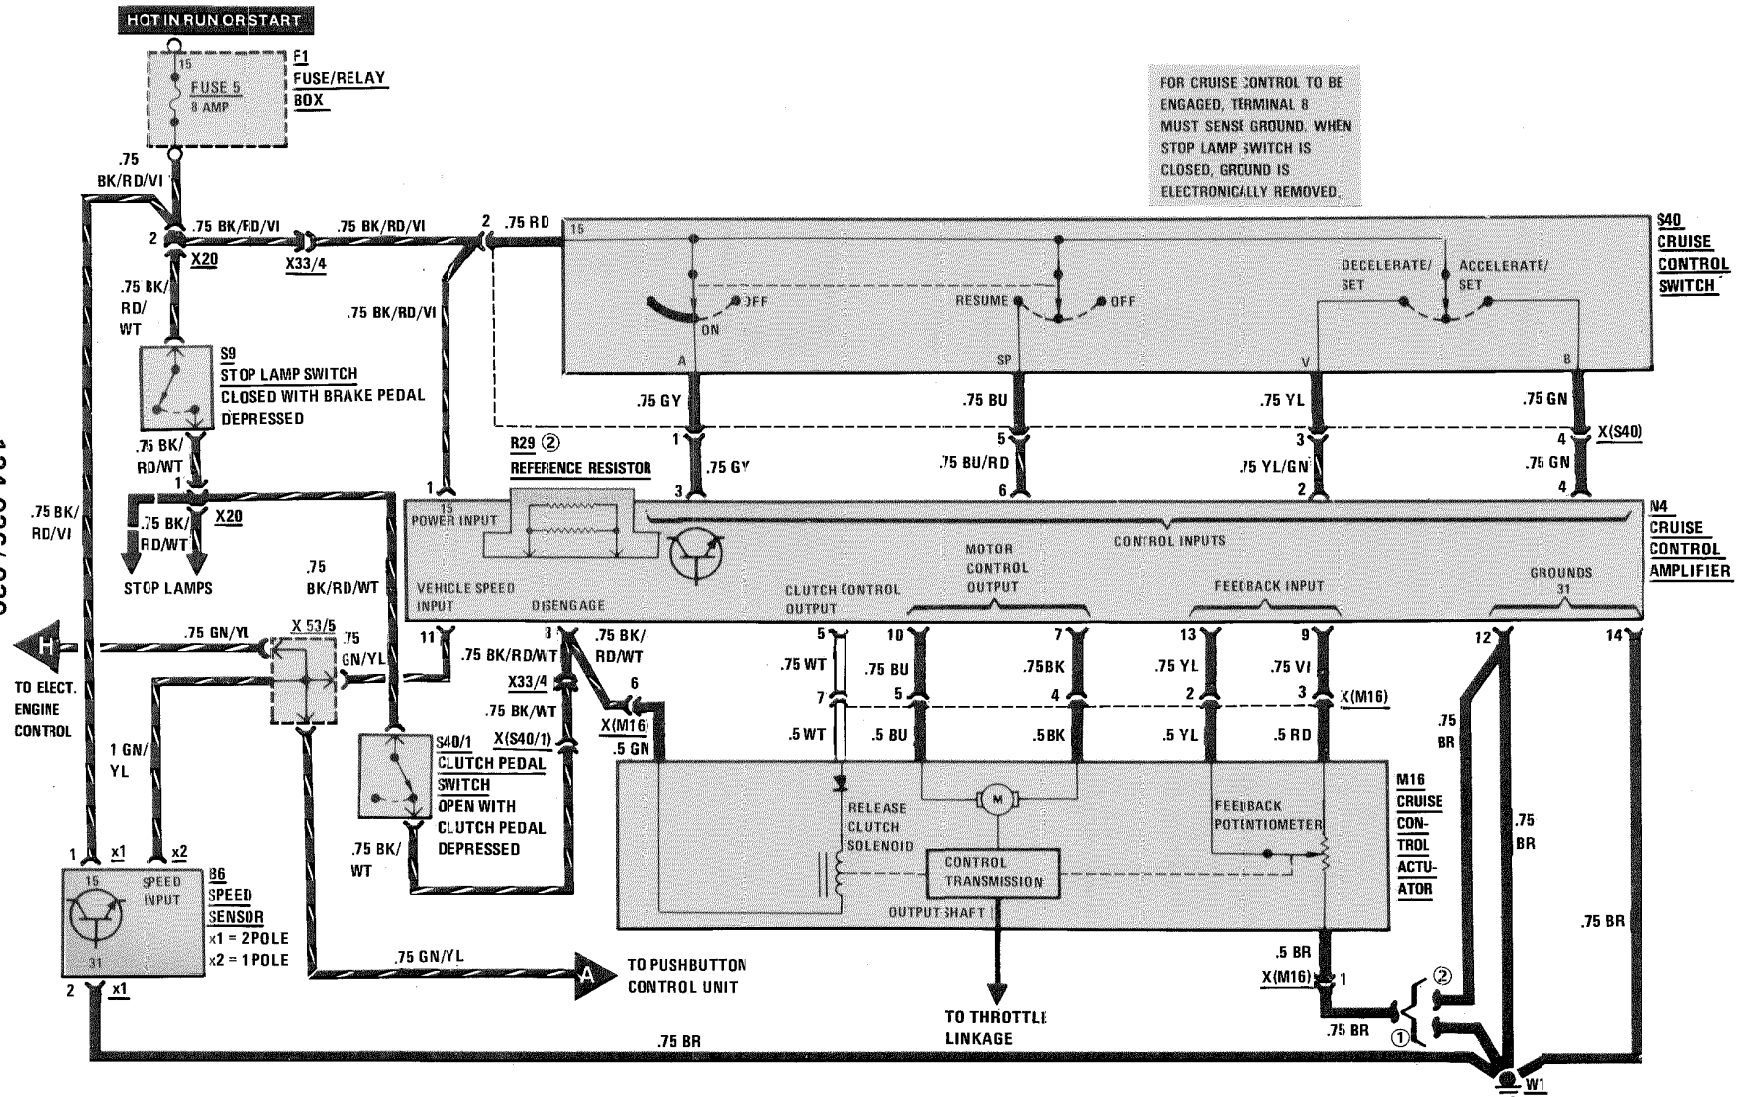 HOT IN RUN OR START
15
FUSE 5
8 AMP
F1
FUSE/RELAY
BOX
FOR CRUISE CONTROL TO BE
ENGAGED, TERMINAL 8
MUST SENSE GROUND. WHEN
STOP LAMP SWITCH IS
CLOSED, GROUND IS
ELECTRONICALLY REMOVED.
.75
BK/RD/VI
2
.75 BK/RD/VI
X20
X33/4
.75 BK/RD/VI
2
.75 RD
15
S40
CRUISE
CONTROL
SWITCH
DECELERATE/
SET
ACCELERATE/
SET
OFF
ON
RESUME
OFF
A
SP
V
B
.75 BK/
RD/
WT
.75 BK/RD/VI
S9
STOP LAMP SWITCH
CLOSED WITH BRAKE PEDAL
DEPRESSED
.75 GY
.75 BU
.75 YL
.75 GN
1
5
3
4
X(S40)
.75 BK/
RD/WT
R29 ②
REFERENCE RESISTOR
.75 GY
.75 BU/RD
.75 YL/GN
.75 GN
1
X20
1
3
6
2
4
.75 BK/
RD/VI
.75 BK/
RD/WT
STOP LAMPS
.75
BK/RD/WT
15
POWER INPUT
CONTROL INPUTS
N4
CRUISE
CONTROL
AMPLIFIER
VEHICLE SPEED
INPUT
DISENGAGE
CLUTCH CONTROL
OUTPUT
MOTOR
CONTROL
OUTPUT
FEEDBACK INPUT
GROUNDS
31
H
TO ELECT.
ENGINE
CONTROL
.75 GN/YL
X 53/5
.75
GN/YL
11
8
5
10
7
13
9
12
14
.75 BK/RD/WT
.75 BK/
RD/WT
.75 WT
.75 BU
.75BK
.75 YL
.75 VI
X33/4
6
7
5
4
2
3
X(M16)
.75 BK/WT
X(S40/1)
X(M16
.5 GN
.5 WT
.5 BU
.5BK
.5 YL
.5 RD
.75
BR
1 GN/
YL
S40/1
CLUTCH PEDAL
SWITCH
OPEN WITH
CLUTCH PEDAL
DEPRESSED
.75 BK/
WT
RELEASE
CLUTCH
SOLENOID
M
CONTROL
TRANSMISSION
OUTPUT SHAFT
FEEDBACK
POTENTIOMETER
M16
CRUISE
CON-
TROL
ACTU-
ATOR
.75
BR
1
x1
x2
15
SPEED
INPUT
31
B6
SPEED
SENSOR
x1 = 2POLE
x2 = 1POLE
2
x1
.75 GN/YL
A
TO PUSHBUTTON
CONTROL UNIT
TO THROTTLE
LINKAGE
.5 BR
X(M16)
1
.75 BR
②
①
.75 BR
.75 BR
W1